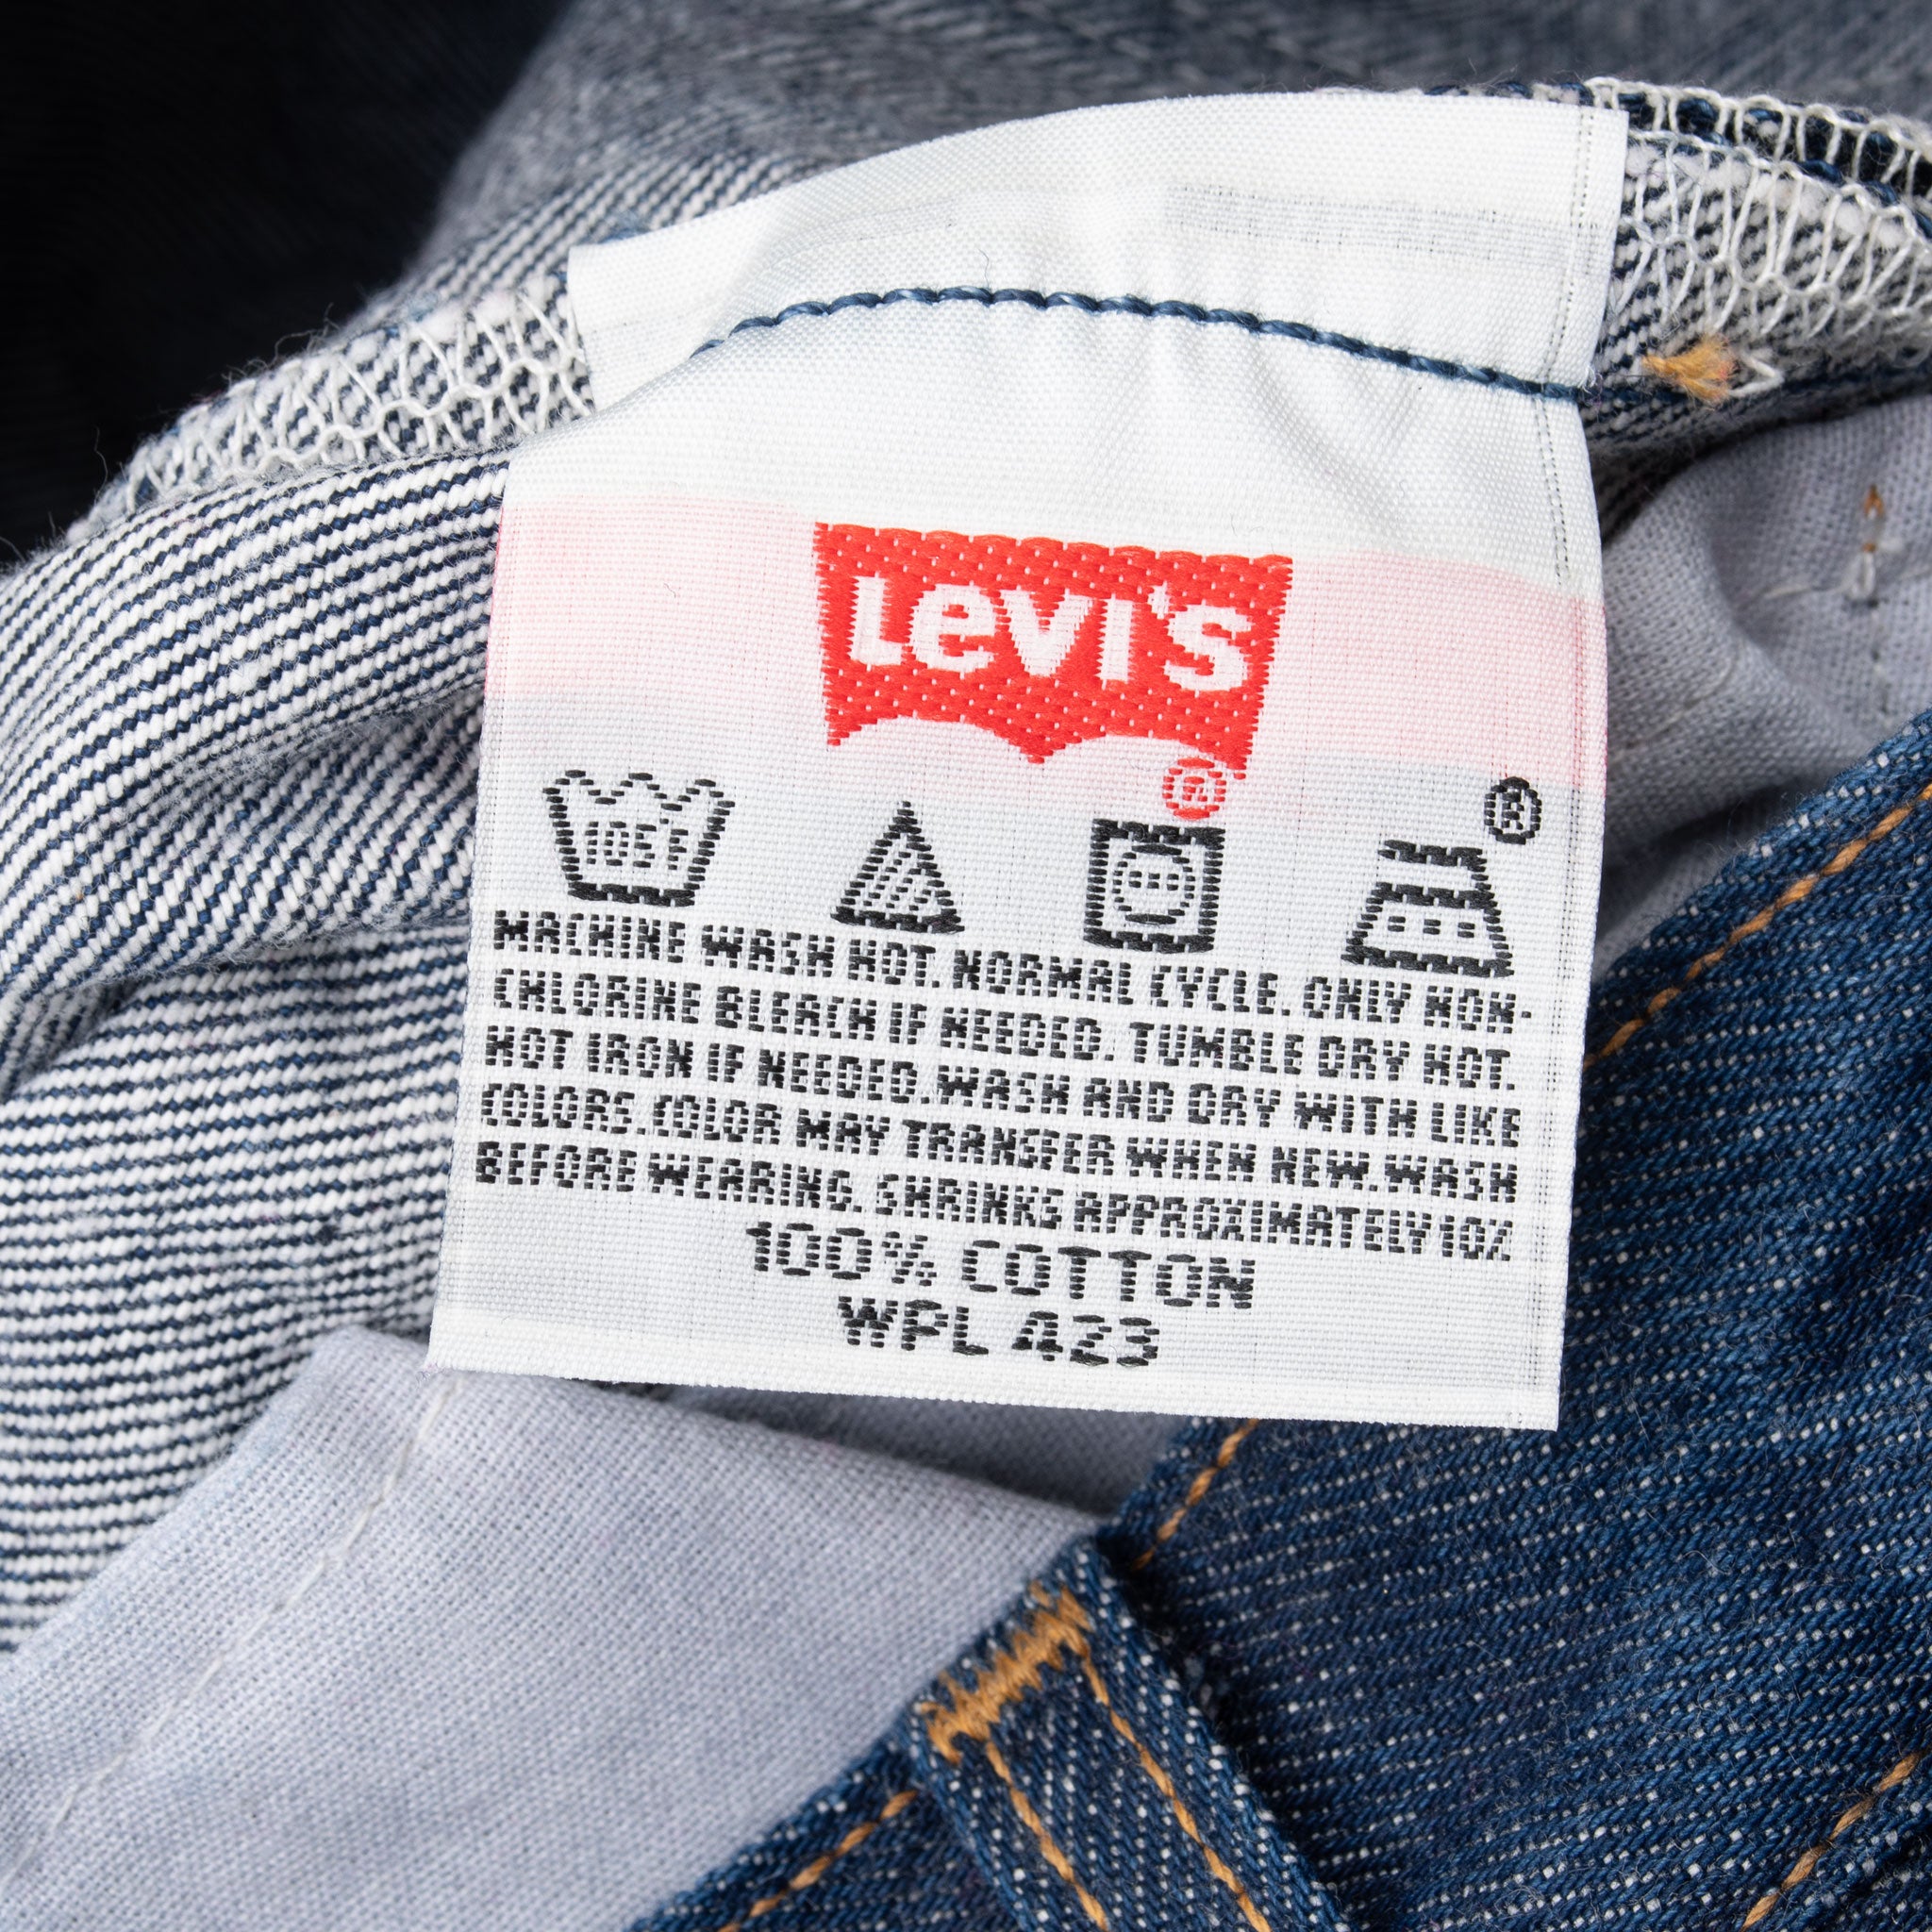 Levi's
®
®
105°F
MACHINE WASH HOT. NORMAL CYCLE. ONLY NON-
CHLORINE BLEACH IF NEEDED. TUMBLE DRY HOT.
HOT IRON IF NEEDED. WASH AND DRY WITH LIKE
COLORS. COLOR MAY TRANSFER WHEN NEW. WASH
BEFORE WEARING. SHRINKS APPROXIMATELY 10%
100% COTTON
WPL 423